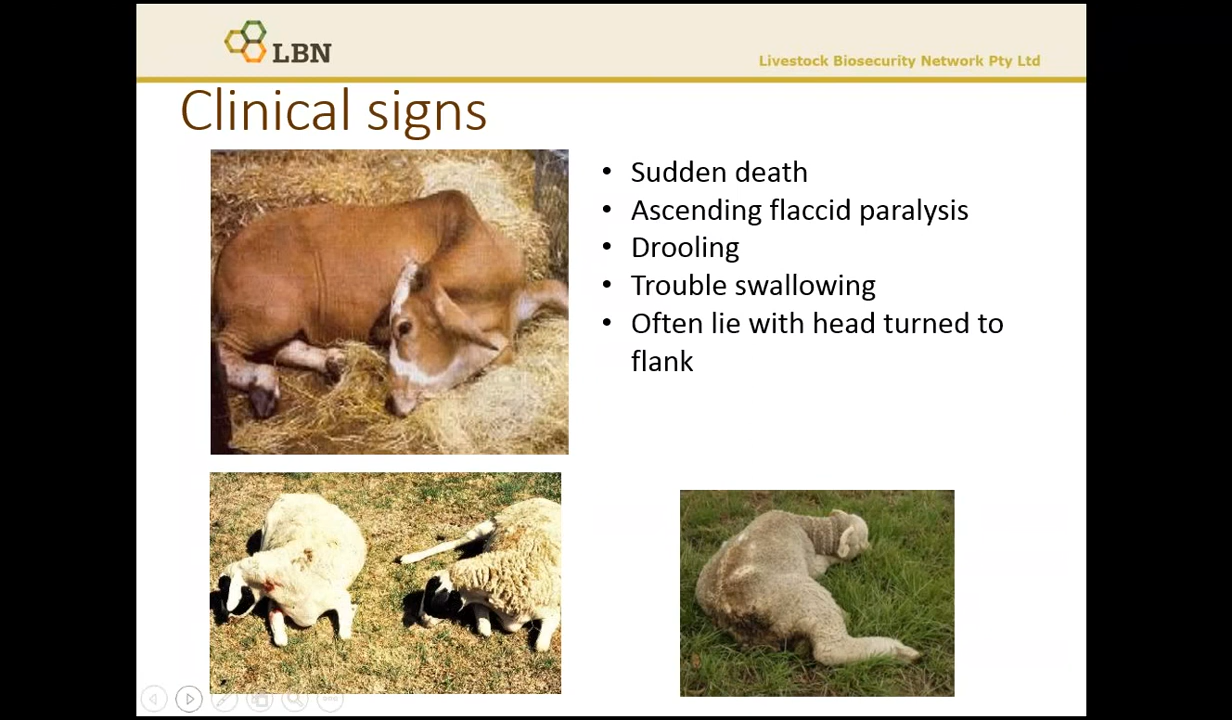 LBN
Livestock Biosecurity Network Pty Ltd
Clinical signs
• Sudden death
• Ascending flaccid paralysis
• Drooling
• Trouble swallowing
• Often lie with head turned to
flank